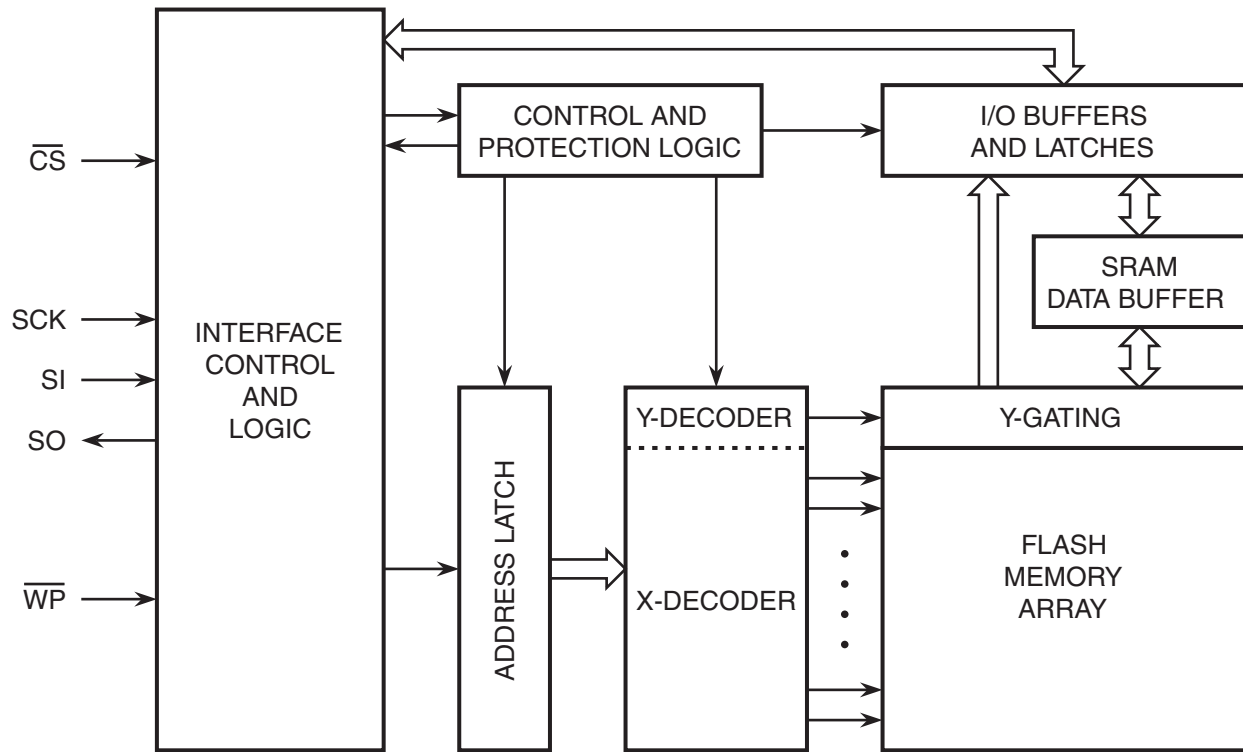 CS
SCK
SI
SO
WP
INTERFACE
CONTROL
AND
LOGIC
CONTROL AND
PROTECTION LOGIC
I/O BUFFERS
AND LATCHES
SRAM
DATA BUFFER
ADDRESS LATCH
Y-DECODER
X-DECODER
Y-GATING
FLASH
MEMORY
ARRAY